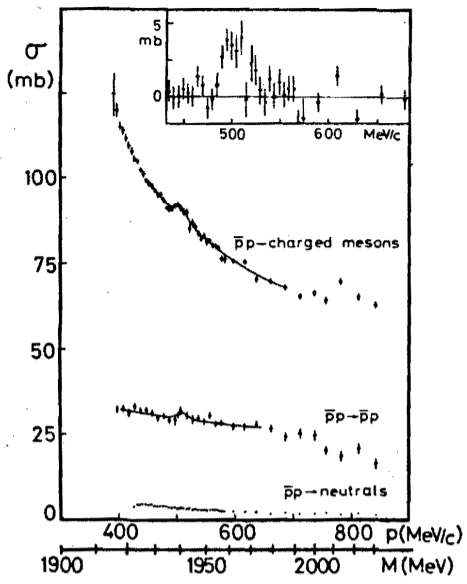 σ
(mb)
5
mb
0
500
600
MeV/c
100
75
50
25
0
p̄p-charged mesons
p̄p→p̄p
p̄p→neutrals
400
600
800
p(MeV/c)
1900
1950
2000
M(MeV)